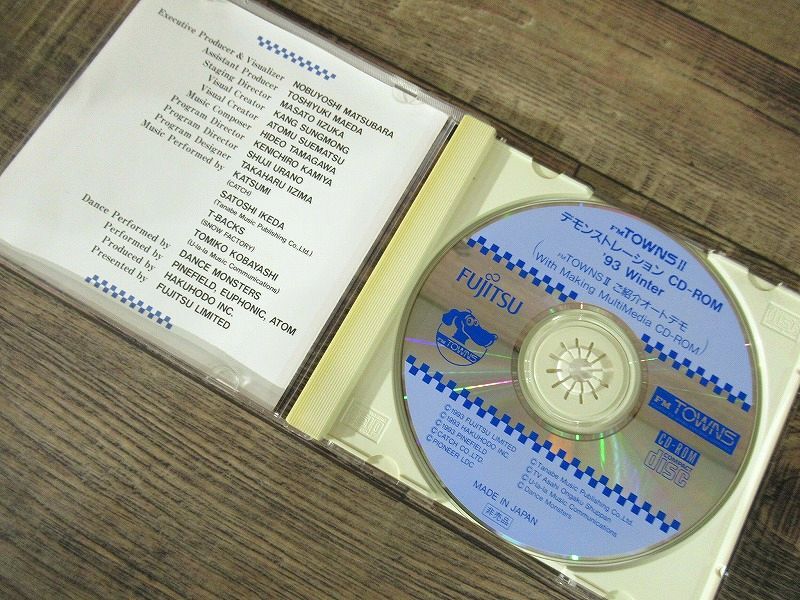 Executive Producer & Visualizer
Assistant Producer
Staging Director
Visual Creator
Visual Creator
Music Composer
Program Director
Program Designer
Music Performed by
Dance Performed by
Performed by
Produced by
Presented by
NOBUYOSHI MATSUBARA
TOSHIYUKI MAEDA
MASATO IIZUKA
KANG SUNGMONG
ATOMU SUEMATSU
HIDEO TAMAGAWA
KENICHIRO KAMIYA
SHUJI URANO
TAKAHARU IIZIMA
KATSUMI
(CATCH)
SATOSHI IKEDA
(Tanabe Music Publishing Co., Ltd.)
T-BACKS
(SNOW FACTORY)
TOMIKO KOBAYASHI
(U-la-la Music Communications)
DANCE MONSTERS
PINEFIELD, EUPHONIC, ATOM
HAKUHODO INC.
FUJITSU LIMITED
FM TOWNS II
デモンストレーション CD-ROM
'93 Winter
FM TOWNS II ご紹介オートデモ
(With Making MultiMedia CD-ROM)
FUJITSU
FM TOWNS
FM TOWNS
CD-ROM
COMPACT
disc
©1993 FUJITSU LIMITED
©1993 HAKUHODO INC.
©1993 PINEFIELD
©CATCH CO. LTD.
©PIONEER LDC
©Tanabe Music Publishing Co., Ltd.
©TV Asahi Ongaku Shuppan
©U-la-la Music Communications
©Dance Monsters
MADE IN JAPAN
非売品